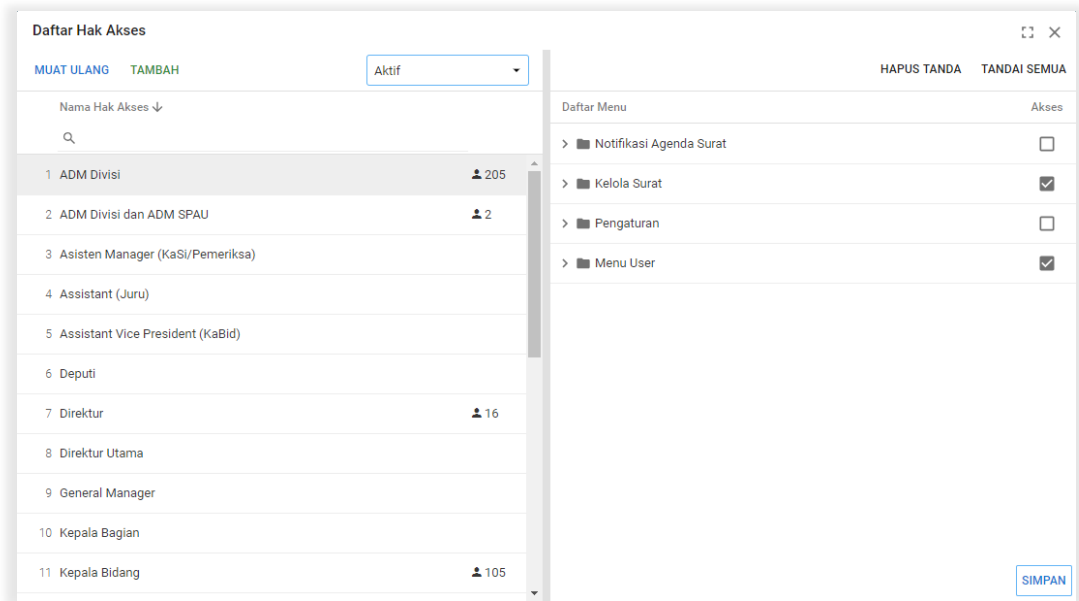 Daftar Hak Akses
MUAT ULANG TAMBAH Aktif
Nama Hak Akses
1 ADM Divisi 205
2 ADM Divisi dan ADM SPAU 2
3 Asisten Manager (KaSi/Pemeriksa)
4 Assistant (Juru)
5 Assistant Vice President (KaBid)
6 Deputi
7 Direktur 16
8 Direktur Utama
9 General Manager
10 Kepala Bagian
11 Kepala Bidang 105
HAPUS TANDA TANDAI SEMUA
Daftar Menu Akses
Notifikasi Agenda Surat
Kelola Surat
Pengaturan
Menu User
SIMPAN